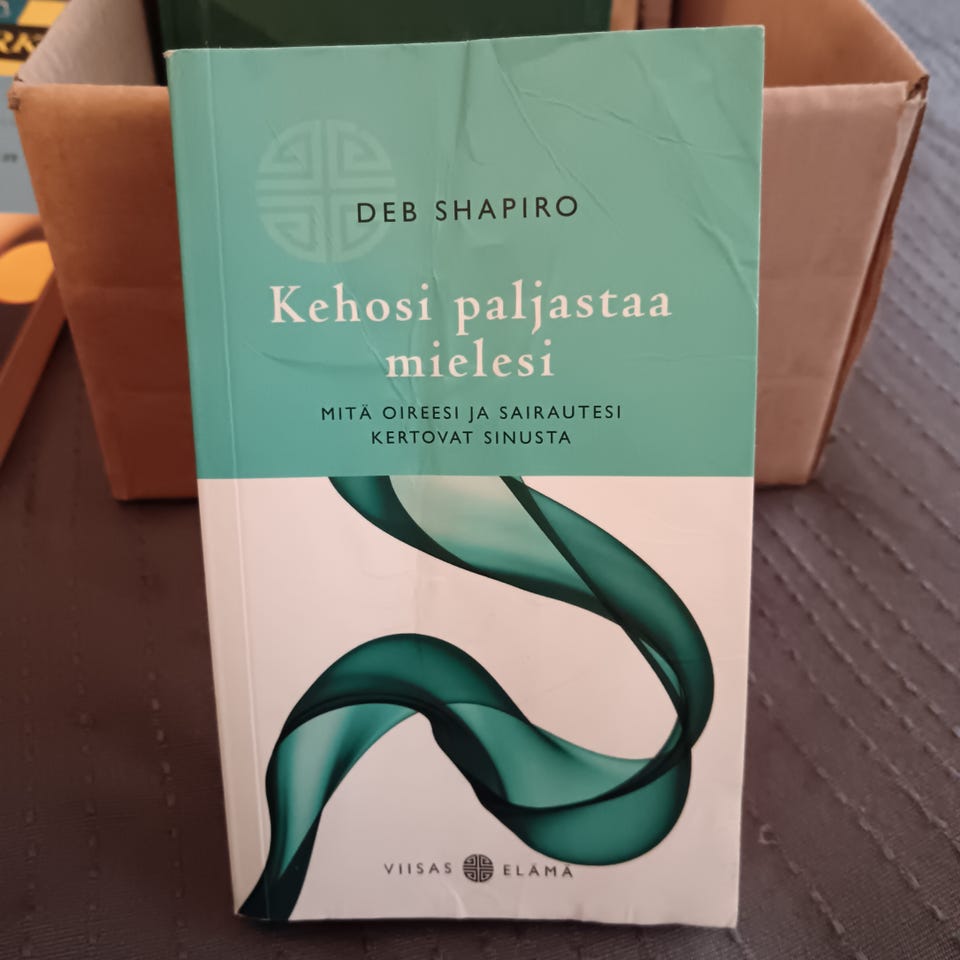 DEB SHAPIRO
Kehosi paljastaa
mielesi
MITÄ OIREESI JA SAIRAUTESI
KERTOVAT SINUSTA
VIISAS ELÄMÄ